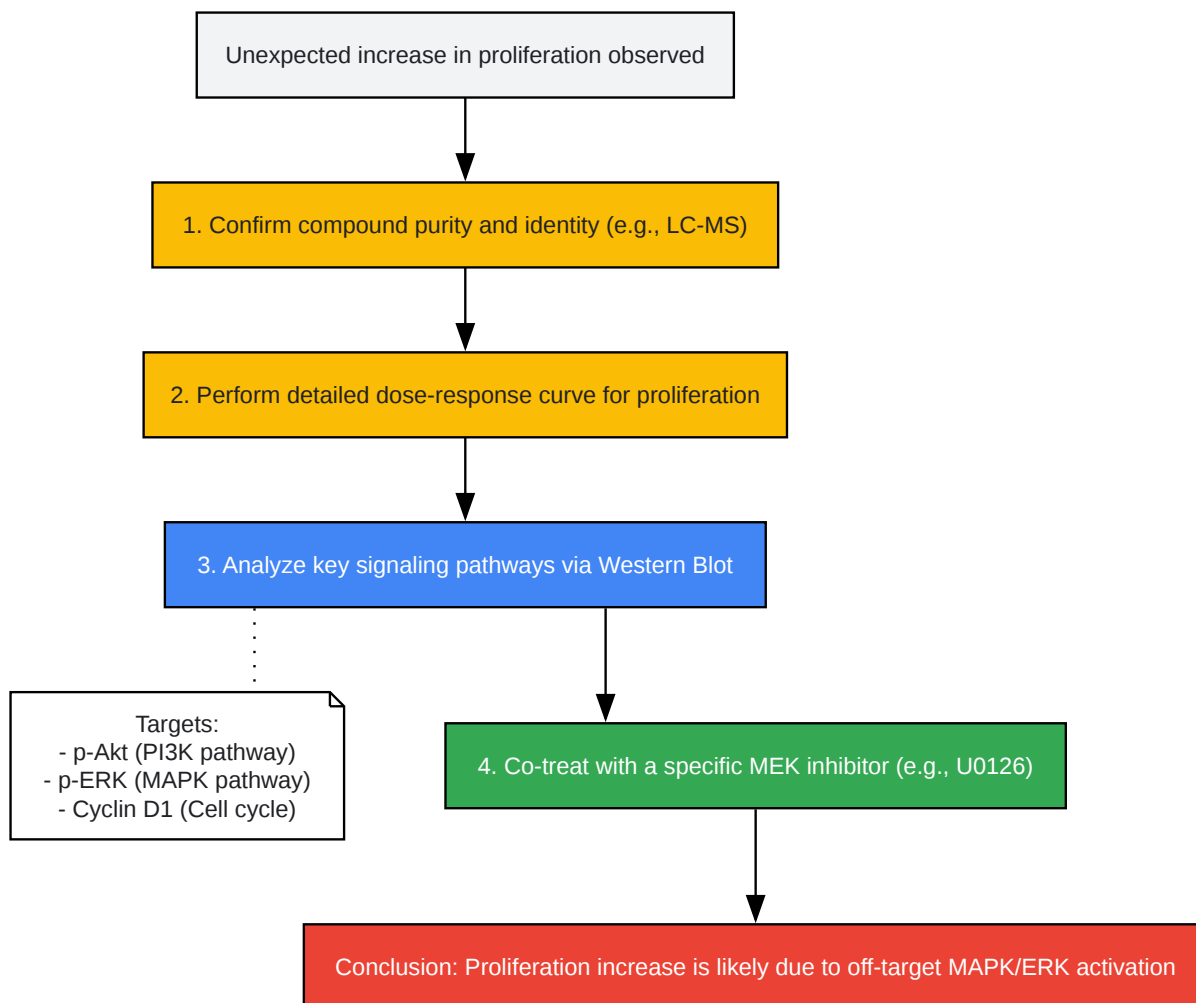 Unexpected increase in proliferation observed
1. Confirm compound purity and identity (e.g., LC-MS)
2. Perform detailed dose-response curve for proliferation
3. Analyze key signaling pathways via Western Blot
Targets:
- p-Akt (PI3K pathway)
- p-ERK (MAPK pathway)
- Cyclin D1 (Cell cycle)
4. Co-treat with a specific MEK inhibitor (e.g., U0126)
Conclusion: Proliferation increase is likely due to off-target MAPK/ERK activation